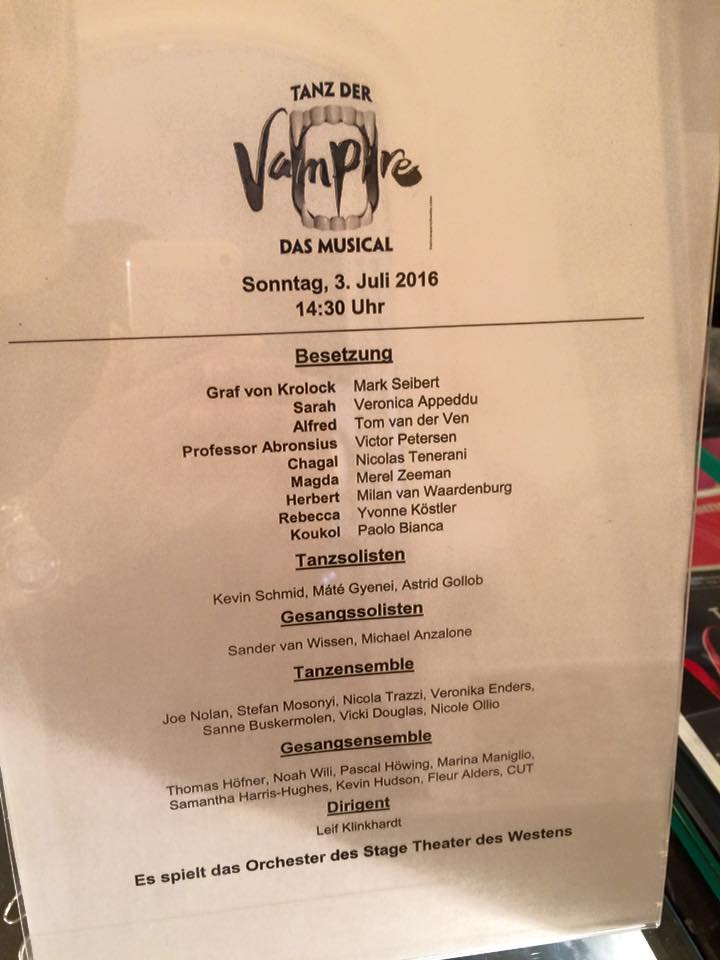 TANZ DER
Vampire
DAS MUSICAL
Sonntag, 3. Juli 2016
14:30 Uhr
Besetzung
Graf von Krolock Mark Seibert
Sarah Veronica Appeddu
Alfred Tom van der Ven
Professor Abronsius Victor Petersen
Chagal Nicolas Tenerani
Magda Merel Zeeman
Herbert Milan van Waardenburg
Rebecca Yvonne Köstler
Koukol Paolo Bianca
Tanzsolisten
Kevin Schmid, Máté Gyenei, Astrid Gollob
Gesangssolisten
Sander van Wissen, Michael Anzalone
Tanzensemble
Joe Nolan, Stefan Mosonyi, Nicola Trazzi, Veronika Enders,
Sanne Buskermolen, Vicki Douglas, Nicole Ollio
Gesangsensemble
Thomas Höfner, Noah Wili, Pascal Höwing, Marina Maniglio,
Samantha Harris-Hughes, Kevin Hudson, Fleur Alders, CUT
Dirigent
Leif Klinkhardt
Es spielt das Orchester des Stage Theater des Westens